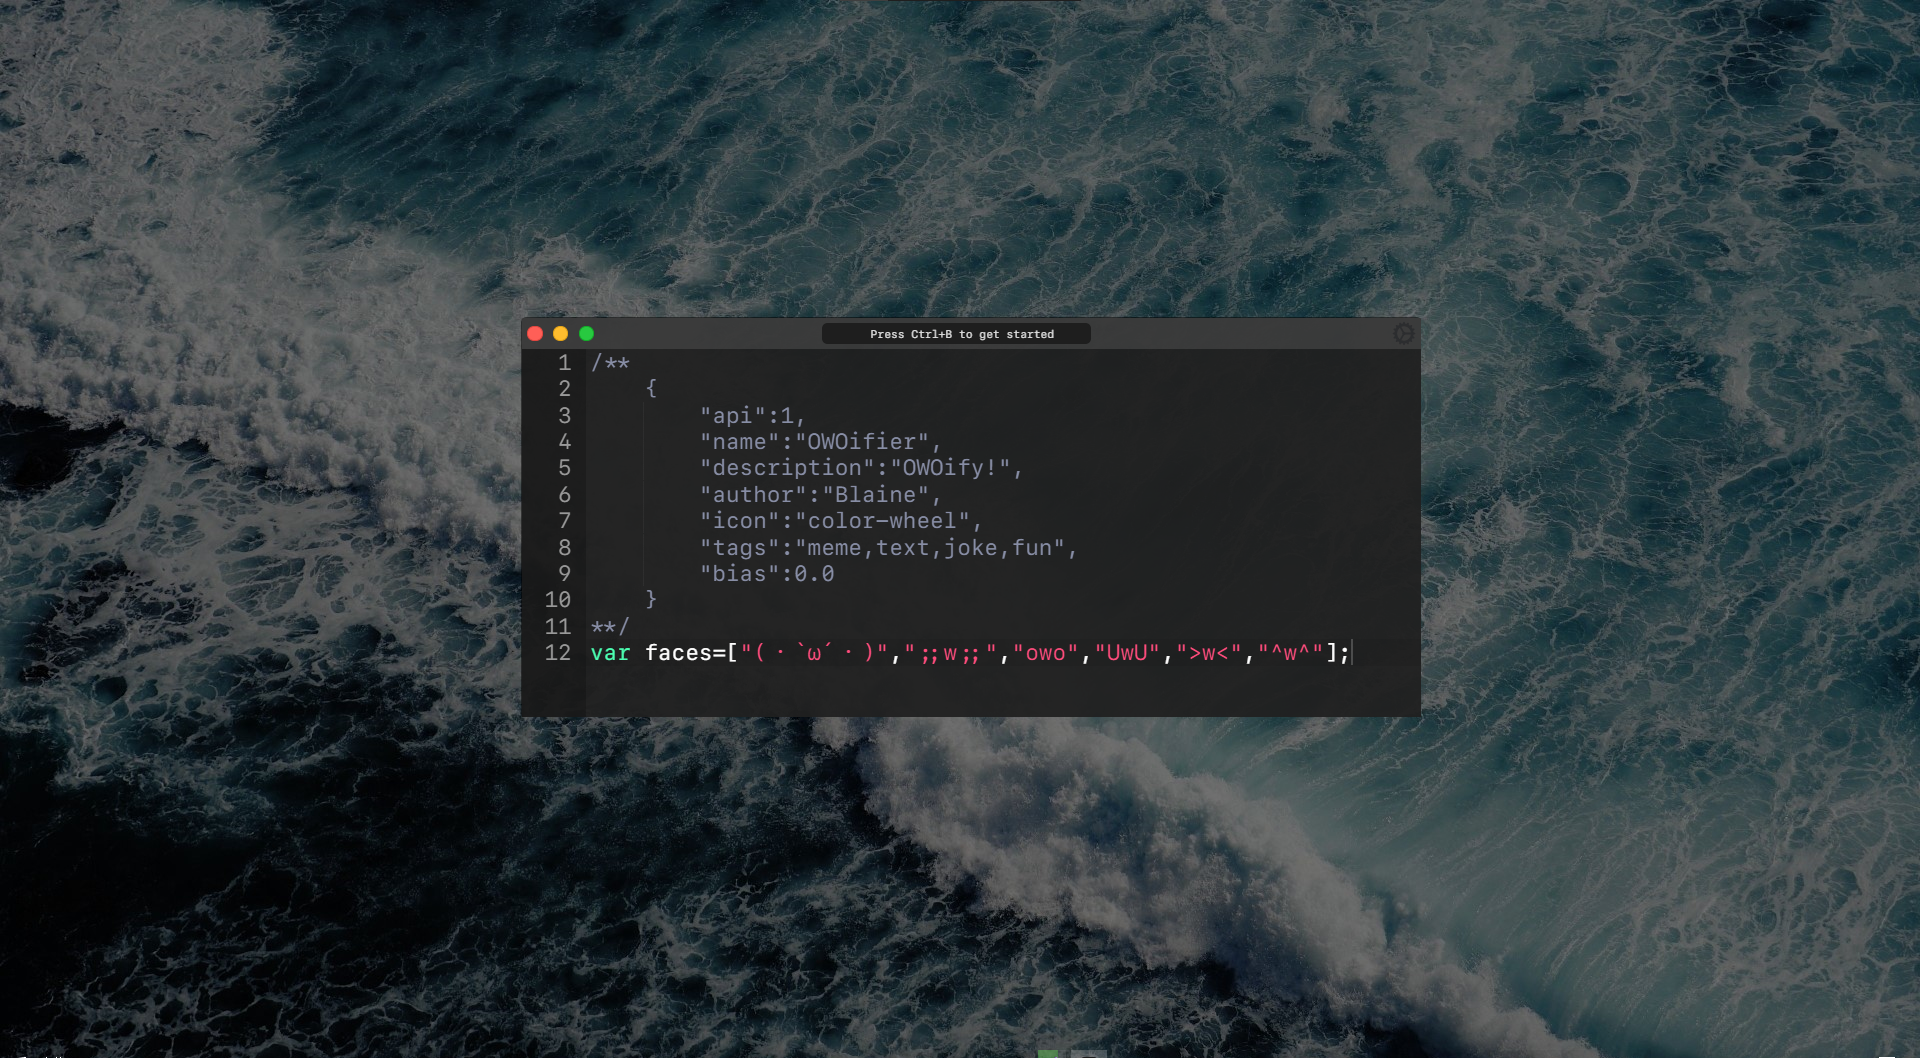 Press Ctrl+B to get started
1 /**
2 {
3 "api":1,
4 "name":"OWOifier",
5 "description":"OWOify!",
6 "author":"Blaine",
7 "icon":"color-wheel",
8 "tags":"meme,text,joke,fun",
9 "bias":0.0
10 }
11 **/
12 var faces=["(・`ω´・)",";;w;;","owo","UwU",">w<","^w^"];